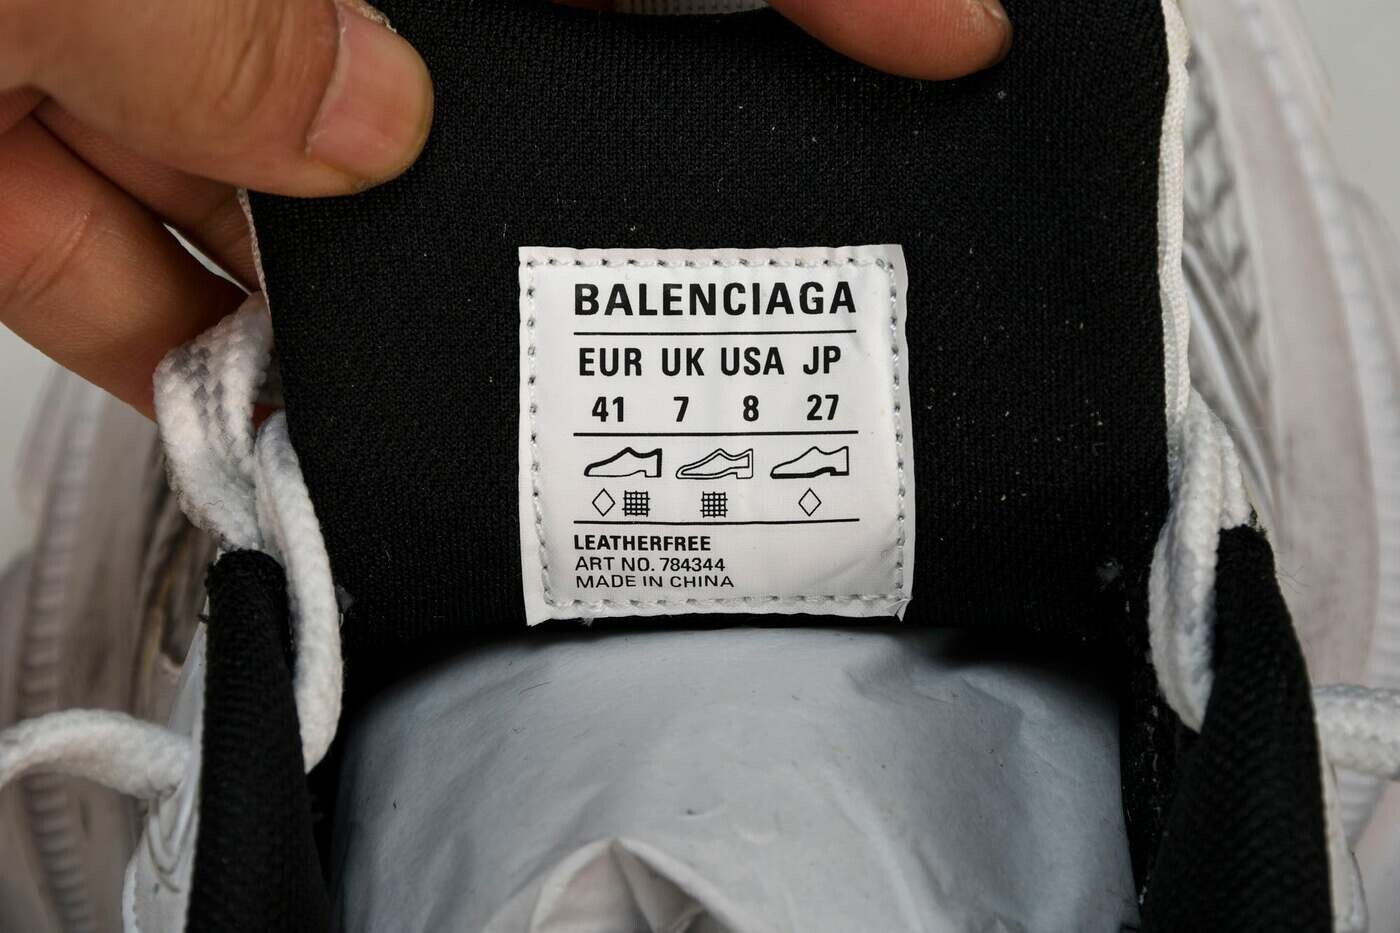 BALENCIAGA
EUR UK USA JP
41 7 8 27
LEATHERFREE
ART NO. 784344
MADE IN CHINA